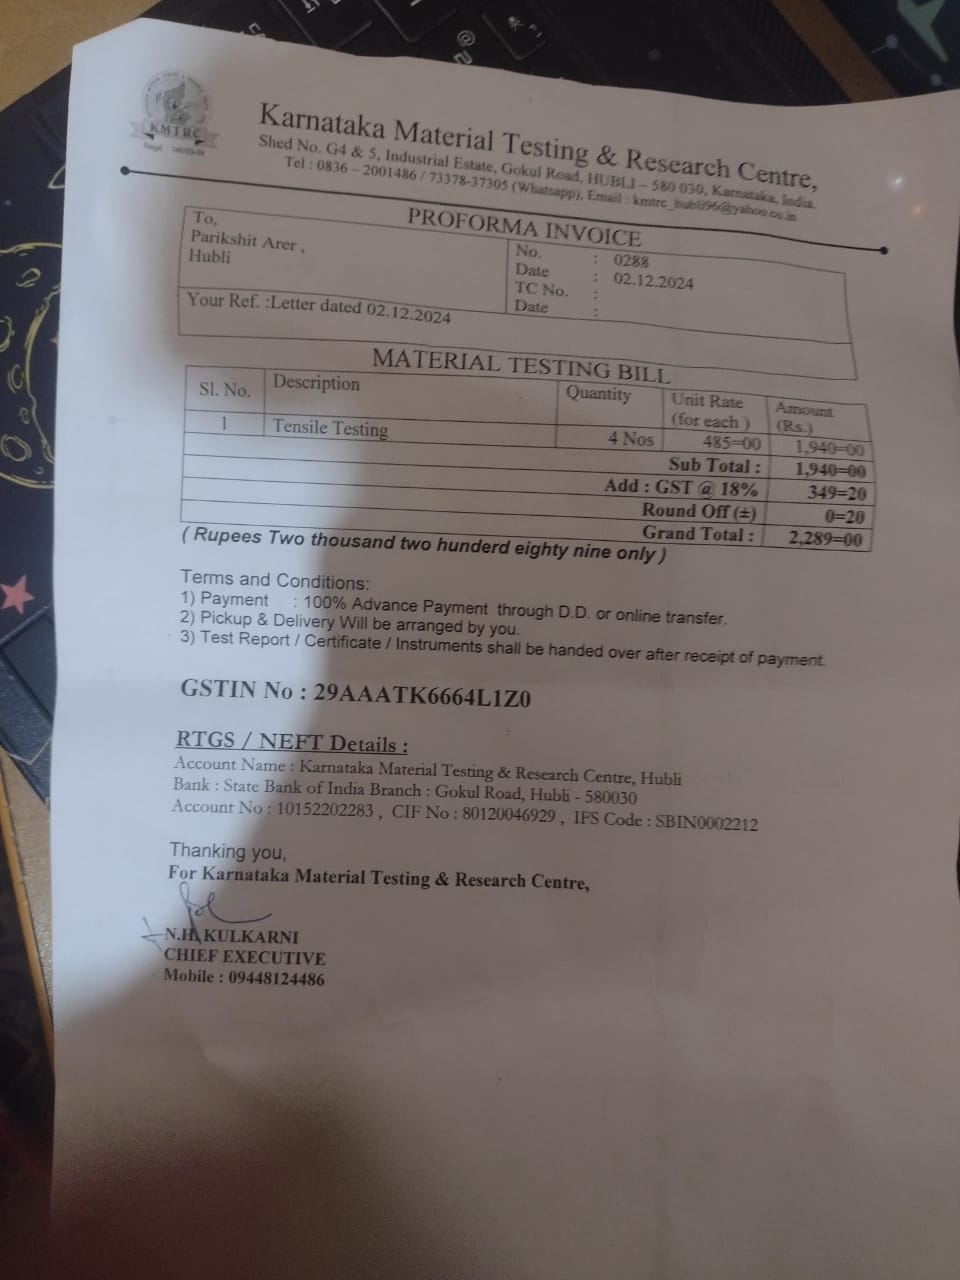 KMTRC
Karnataka Material Testing & Research Centre,
Shed No. G4 & 5, Industrial Estate, Gokul Road, HUBLI – 580 030, Karnataka, India.
Tel : 0836 – 2001486 / 73378-37305 (Whatsapp), Email : kmtrc_hubli96@yahoo.co.in
PROFORMA INVOICE
To,
Parikshit Arer ,
Hubli
No. : 0288
Date : 02.12.2024
TC No. :
Date :
Your Ref. :Letter dated 02.12.2024
MATERIAL TESTING BILL
Sl. No. Description Quantity Unit Rate (for each ) Amount (Rs.)
1 Tensile Testing 4 Nos 485=00 1,940=00
Sub Total : 1,940=00
Add : GST @ 18% 349=20
Round Off (±) 0=20
Grand Total : 2,289=00
( Rupees Two thousand two hunderd eighty nine only )
Terms and Conditions:
1) Payment : 100% Advance Payment through D.D. or online transfer.
2) Pickup & Delivery Will be arranged by you.
3) Test Report / Certificate / Instruments shall be handed over after receipt of payment.
GSTIN No : 29AAATK6664L1Z0
RTGS / NEFT Details :
Account Name : Karnataka Material Testing & Research Centre, Hubli
Bank : State Bank of India Branch : Gokul Road, Hubli - 580030
Account No : 10152202283 , CIF No : 80120046929 , IFS Code : SBIN0002212
Thanking you,
For Karnataka Material Testing & Research Centre,
N.H. KULKARNI
CHIEF EXECUTIVE
Mobile : 09448124486